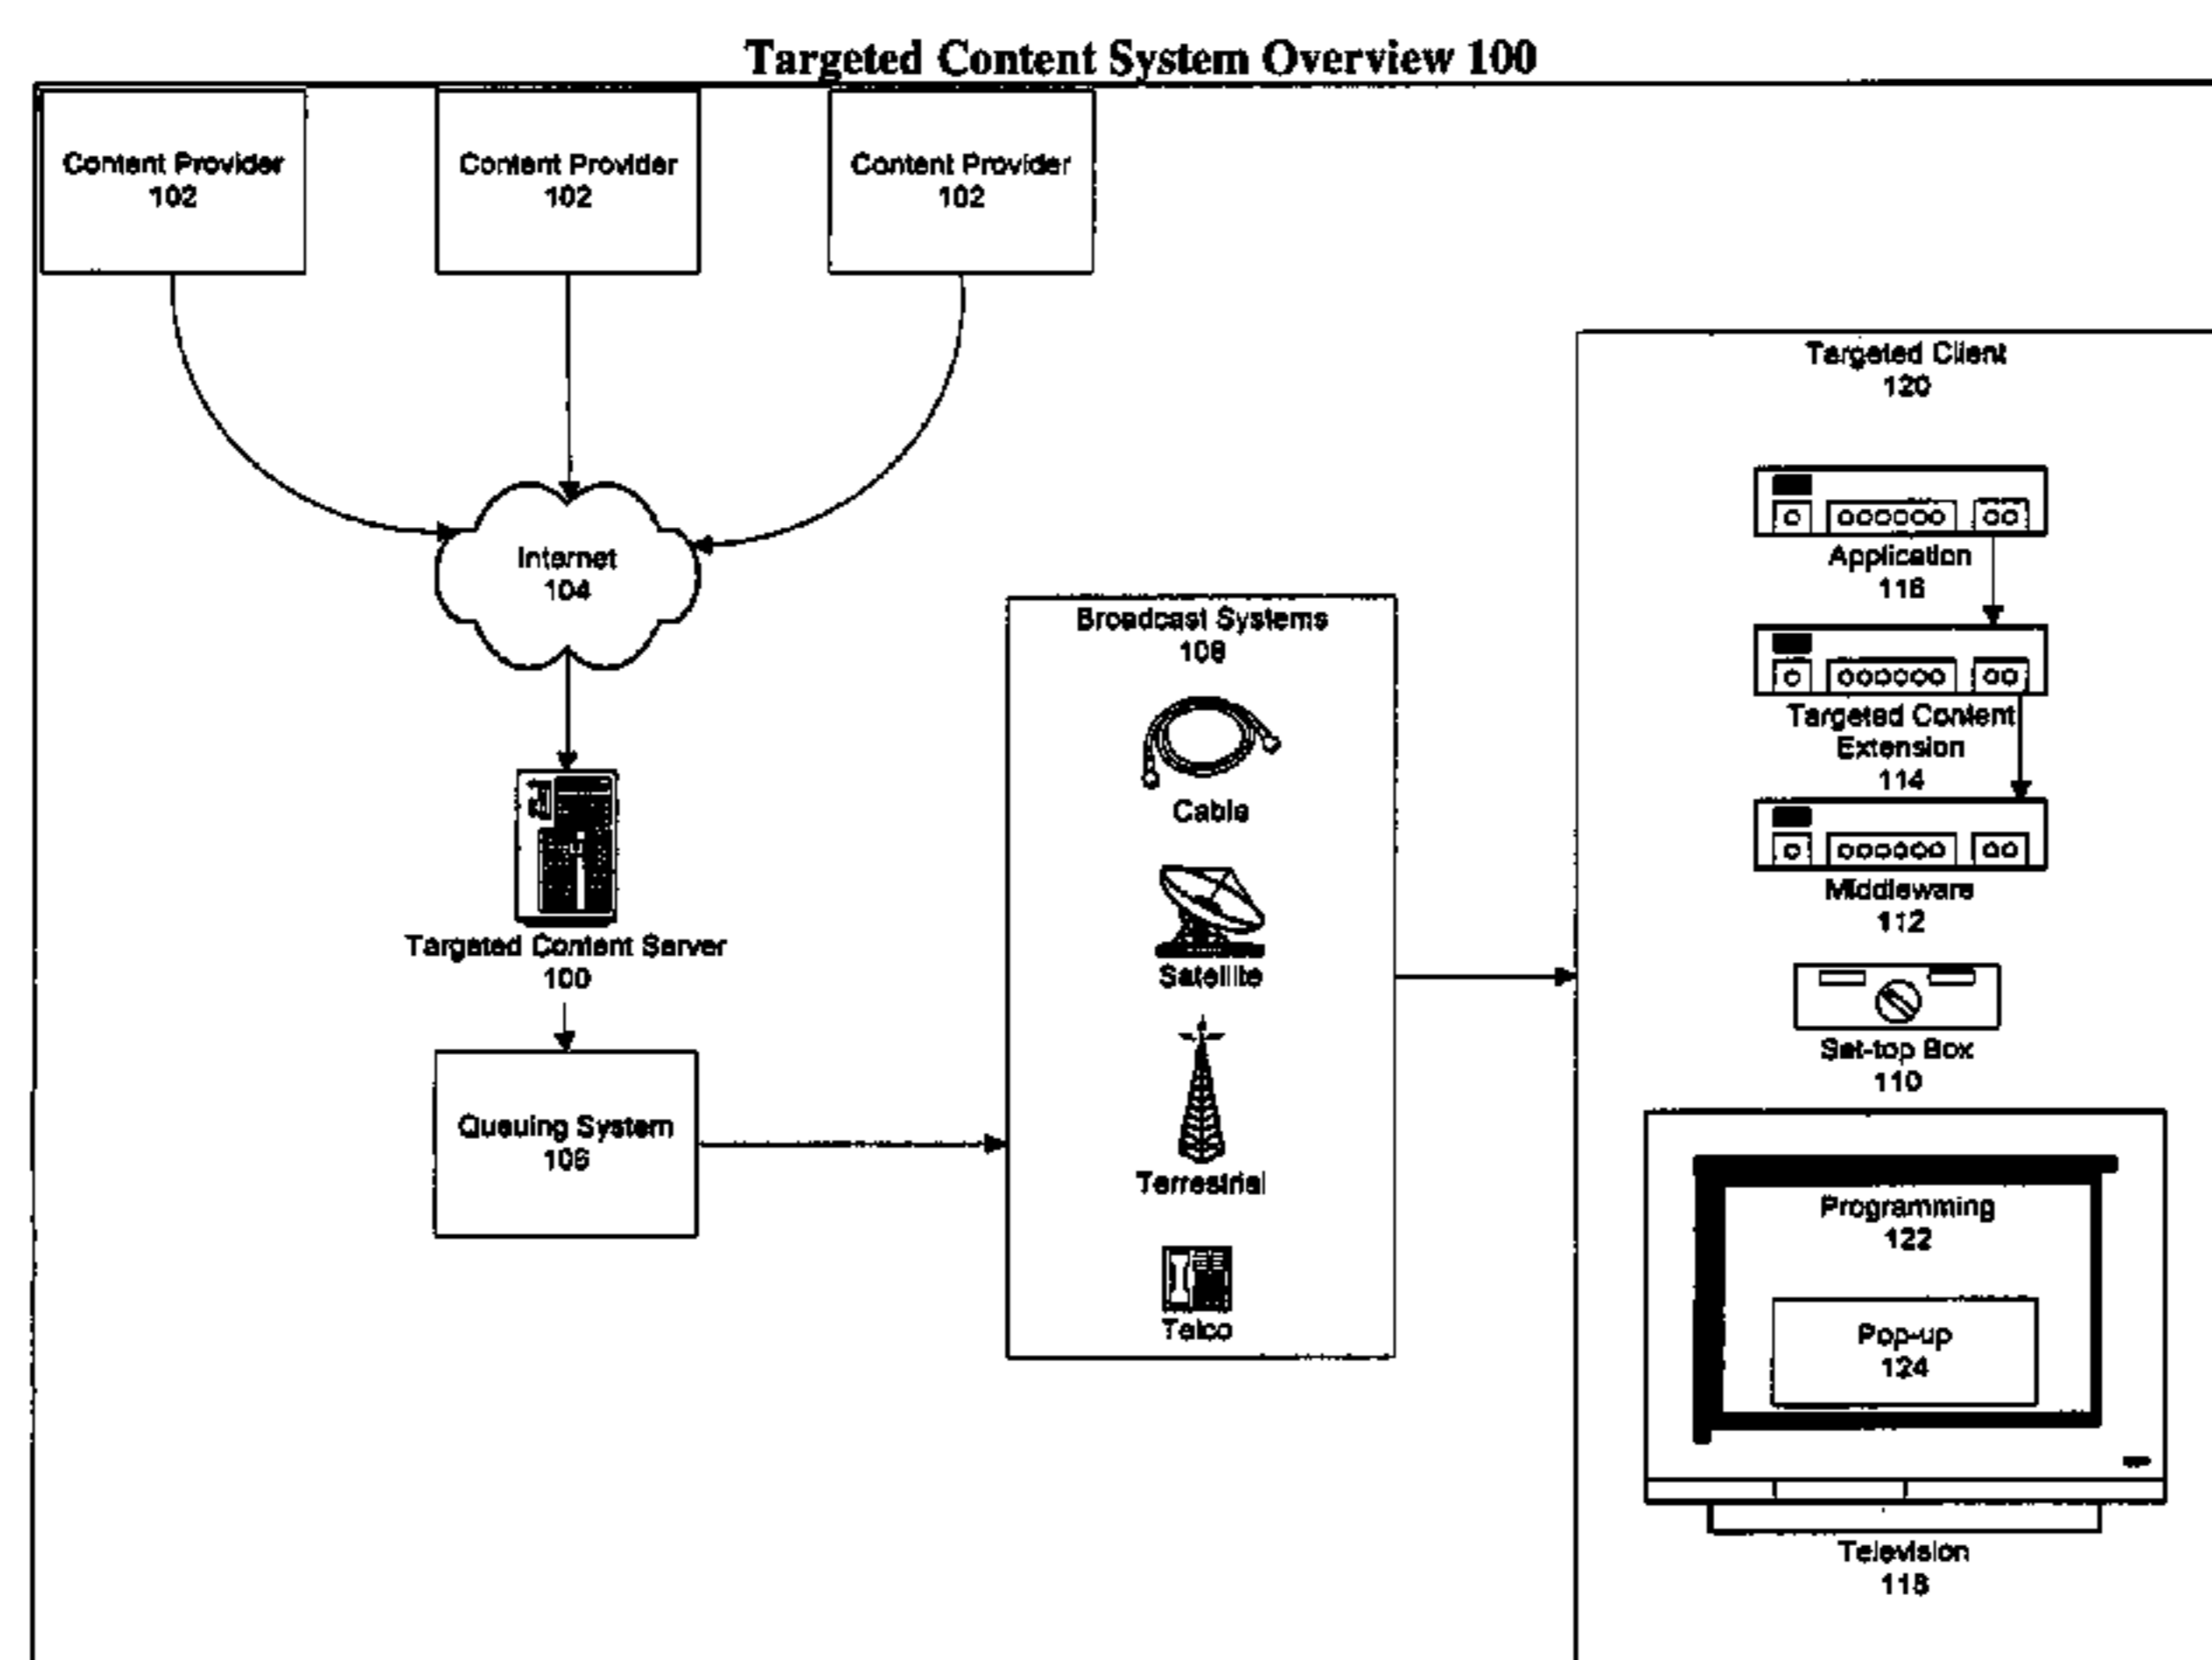 Targeted Content System Overview 100
Content Provider
102
Content Provider
102
Content Provider
102
Internet
104
Targeted Content Server
100
Queuing System
106
Broadcast Systems
108
Cable
Satellite
Terrestrial
Telco
Targeted Client
120
Application
116
Targeted Content
Extension
114
Middleware
112
Set-top Box
110
Programming
122
Pop-up
124
Television
118